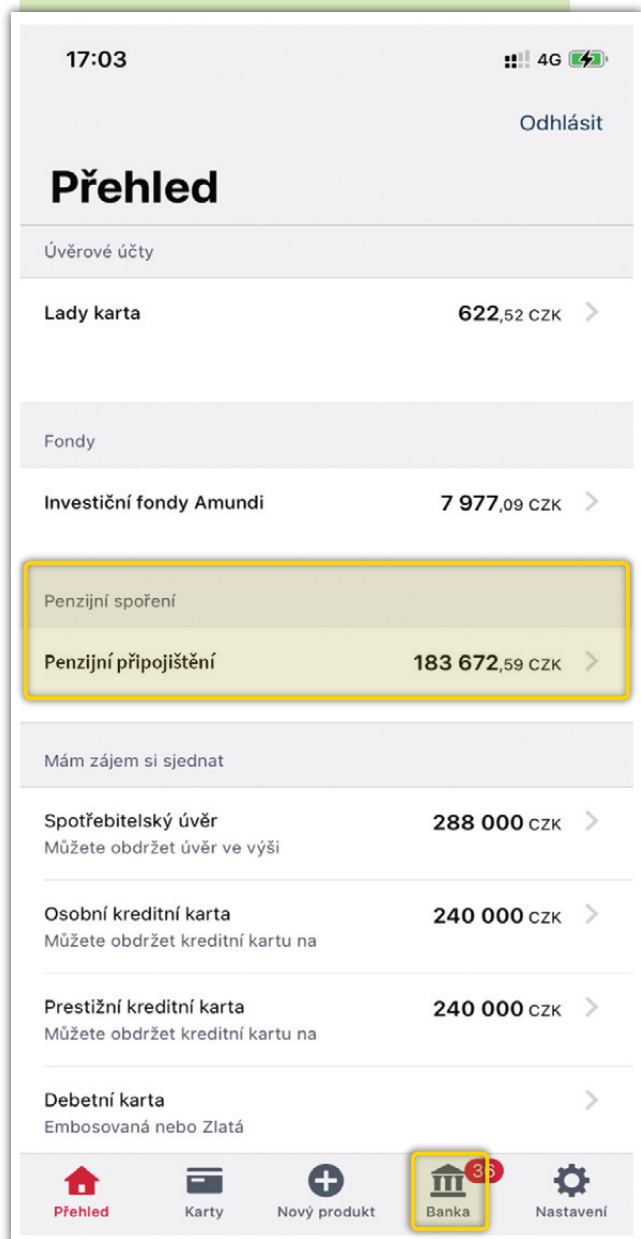 17:03 4G
Odhlásit
Přehled
Úvěrové účty
Lady karta 622,52 CZK
Fondy
Investiční fondy Amundi 7 977,09 CZK
Penzijní spoření
Penzijní připojištění 183 672,59 CZK
Mám zájem si sjednat
Spotřebitelský úvěr 288 000 CZK
Můžete obdržet úvěr ve výši
Osobní kreditní karta 240 000 CZK
Můžete obdržet kreditní kartu na
Prestižní kreditní karta 240 000 CZK
Můžete obdržet kreditní kartu na
Debetní karta
Embosovaná nebo Zlatá
36
Přehled Karty Nový produkt Banka Nastavení